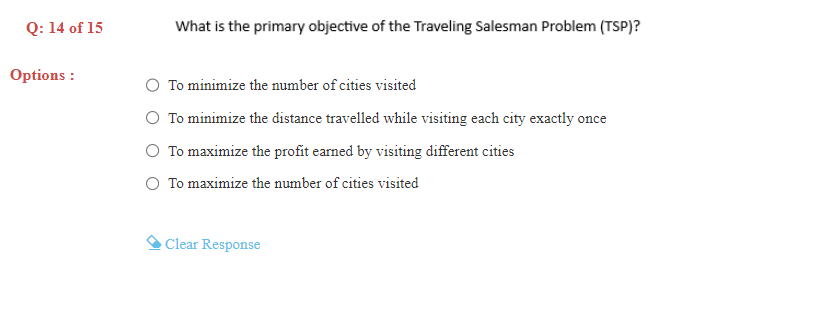 Q: 14 of 15 What is the primary objective of the Traveling Salesman Problem (TSP)?
Options :
To minimize the number of cities visited
To minimize the distance travelled while visiting each city exactly once
To maximize the profit earned by visiting different cities
To maximize the number of cities visited
Clear Response